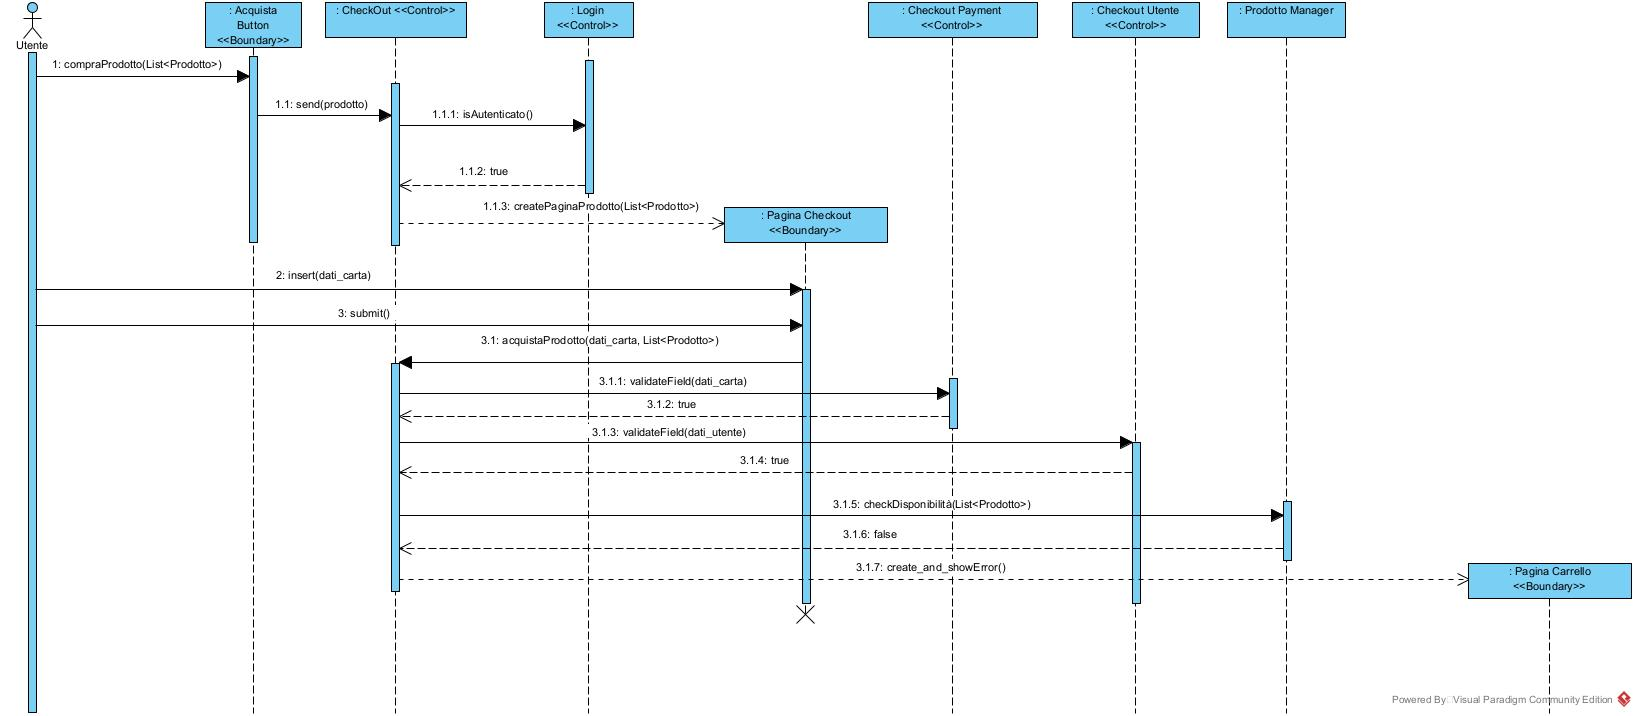 : Acquista
Button
<<Boundary>>
: CheckOut <<Control>>
: Login
<<Control>>
: Checkout Payment
<<Control>>
: Checkout Utente
<<Control>>
: Prodotto Manager
Utente
1: compraProdotto(List<Prodotto>)
1.1: send(prodotto)
1.1.1: isAutenticato()
1.1.2: true
1.1.3: createPaginaProdotto(List<Prodotto>)
: Pagina Checkout
<<Boundary>>
2: insert(dati_carta)
3: submit()
3.1: acquistaProdotto(dati_carta, List<Prodotto>)
3.1.1: validateField(dati_carta)
3.1.2: true
3.1.3: validateField(dati_utente)
3.1.4: true
3.1.5: checkDisponibilità(List<Prodotto>)
3.1.6: false
3.1.7: create_and_showError()
: Pagina Carrello
<<Boundary>>
Powered By Visual Paradigm Community Edition